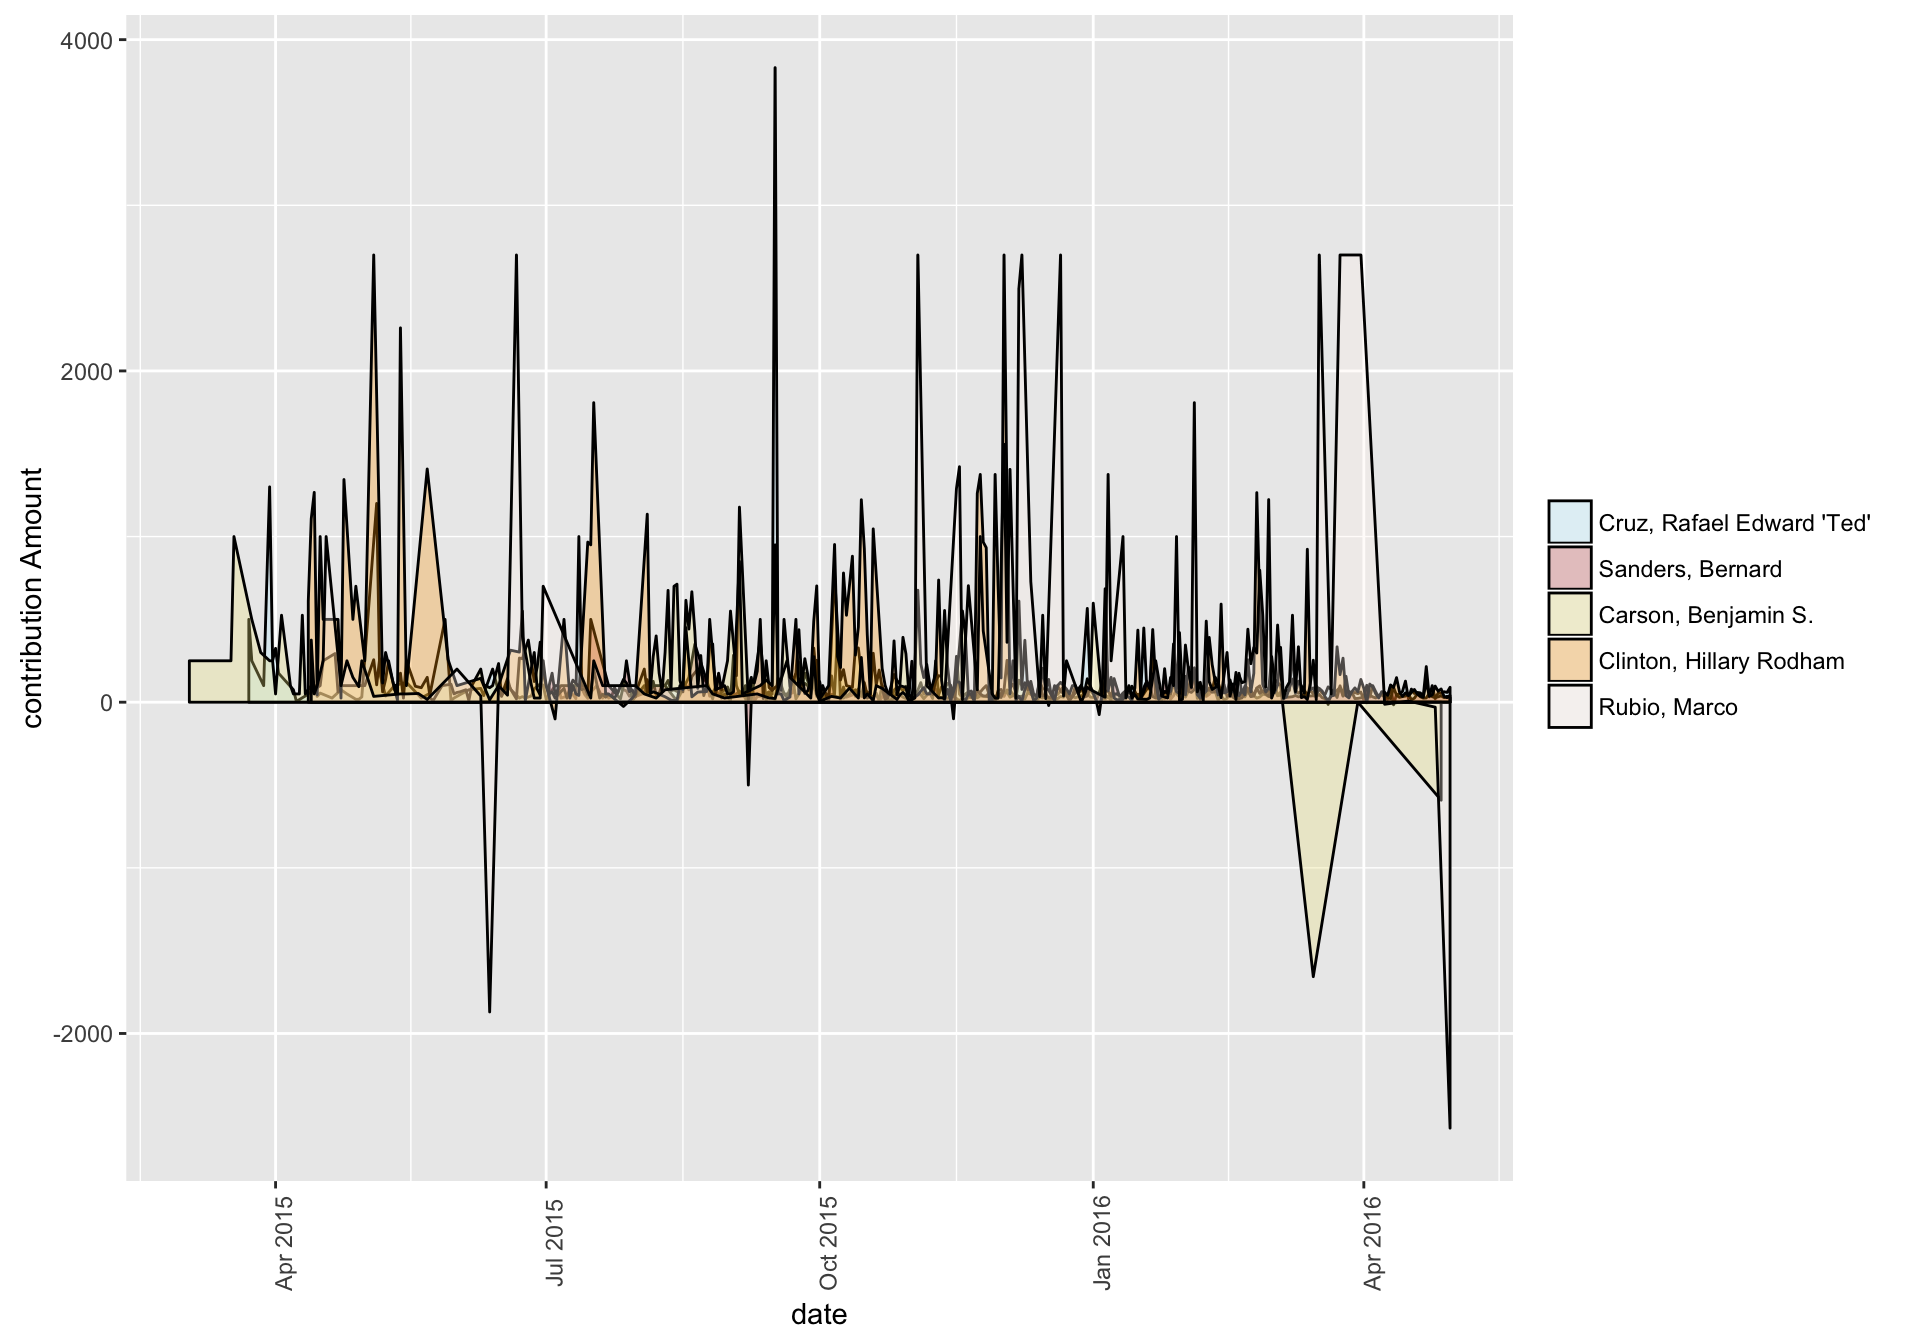 4000
2000
0
-2000
contribution Amount
Apr 2015
Jul 2015
Oct 2015
Jan 2016
Apr 2016
date
Cruz, Rafael Edward 'Ted'
Sanders, Bernard
Carson, Benjamin S.
Clinton, Hillary Rodham
Rubio, Marco